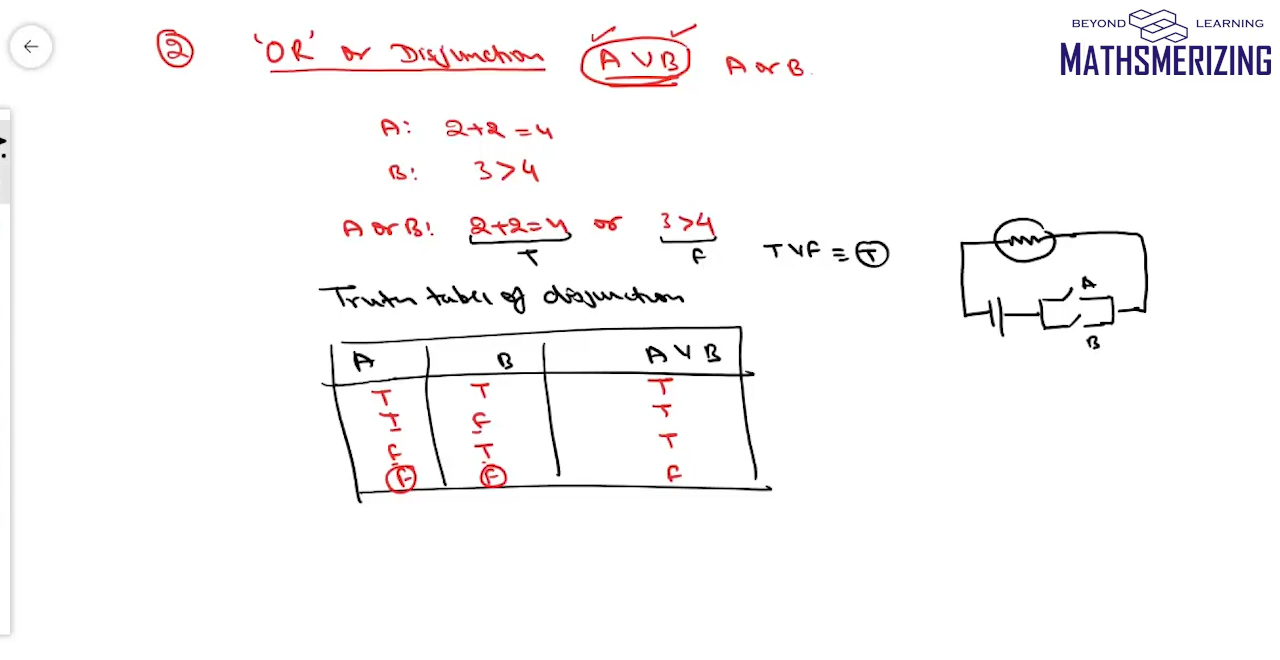 BEYOND LEARNING
MATHSMERIZING
② 'OR' or Disjunction A ∨ B A or B.
A: 2+2=4
B: 3>4
A or B: 2+2=4 or 3>4
T F T∨F ≡ T
Truth table of disjunction
A B A ∨ B
T T T
T F T
F T T
F F F
A
B